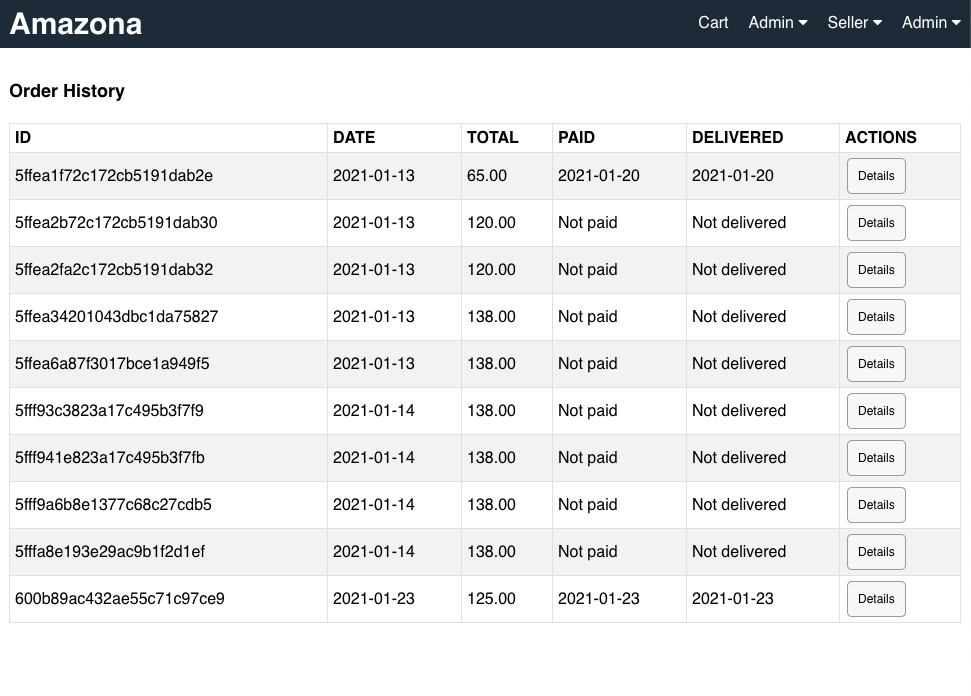 Amazona Cart Admin Seller Admin
Order History
ID DATE TOTAL PAID DELIVERED ACTIONS
5ffea1f72c172cb5191dab2e 2021-01-13 65.00 2021-01-20 2021-01-20 Details
5ffea2b72c172cb5191dab30 2021-01-13 120.00 Not paid Not delivered Details
5ffea2fa2c172cb5191dab32 2021-01-13 120.00 Not paid Not delivered Details
5ffea34201043dbc1da75827 2021-01-13 138.00 Not paid Not delivered Details
5ffea6a87f3017bce1a949f5 2021-01-13 138.00 Not paid Not delivered Details
5fff93c3823a17c495b3f7f9 2021-01-14 138.00 Not paid Not delivered Details
5fff941e823a17c495b3f7fb 2021-01-14 138.00 Not paid Not delivered Details
5fff9a6b8e1377c68c27cdb5 2021-01-14 138.00 Not paid Not delivered Details
5fffa8e193e29ac9b1f2d1ef 2021-01-14 138.00 Not paid Not delivered Details
600b89ac432ae55c71c97ce9 2021-01-23 125.00 2021-01-23 2021-01-23 Details